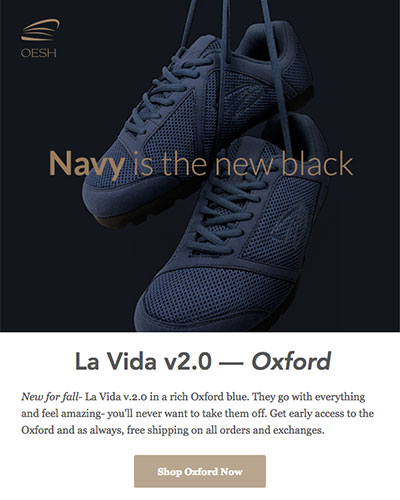 OESH
Navy is the new black
La Vida v2.0 — Oxford
New for fall- La Vida v.2.0 in a rich Oxford blue. They go with everything
and feel amazing- you'll never want to take them off. Get early access to the
Oxford and as always, free shipping on all orders and exchanges.
Shop Oxford Now